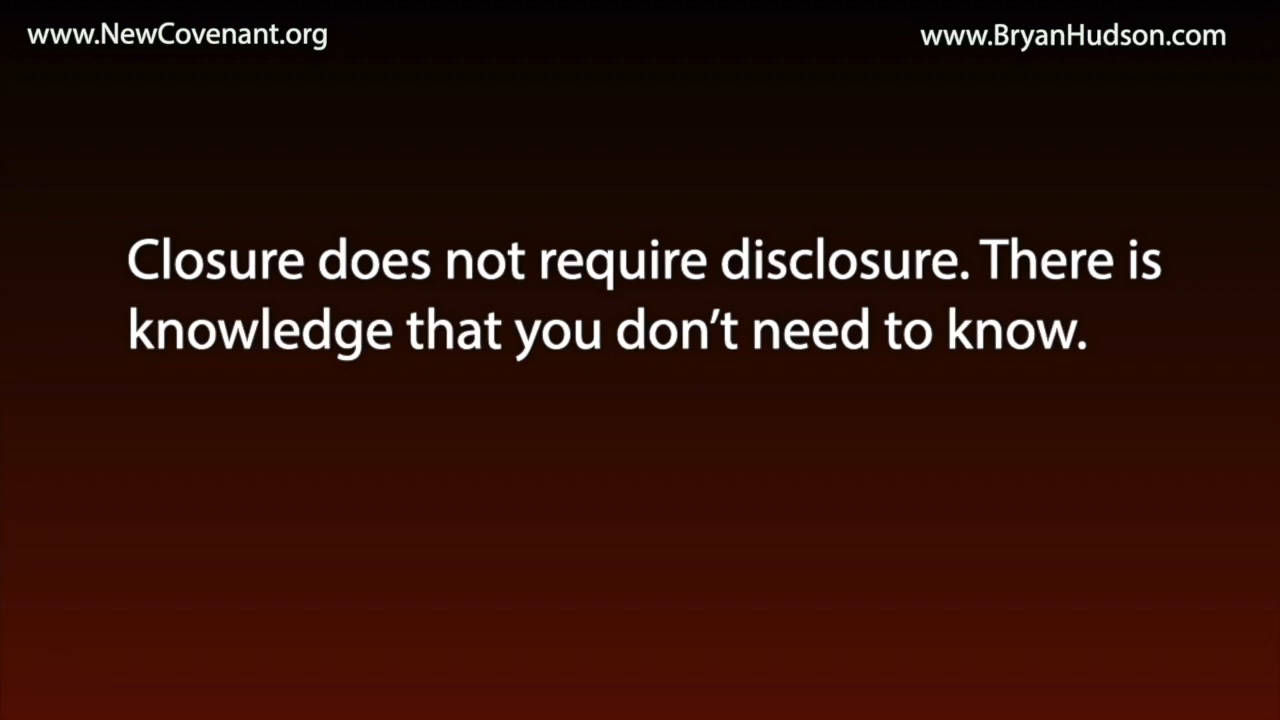 www.NewCovenant.org
www.BryanHudson.com
Closure does not require disclosure. There is
knowledge that you don’t need to know.